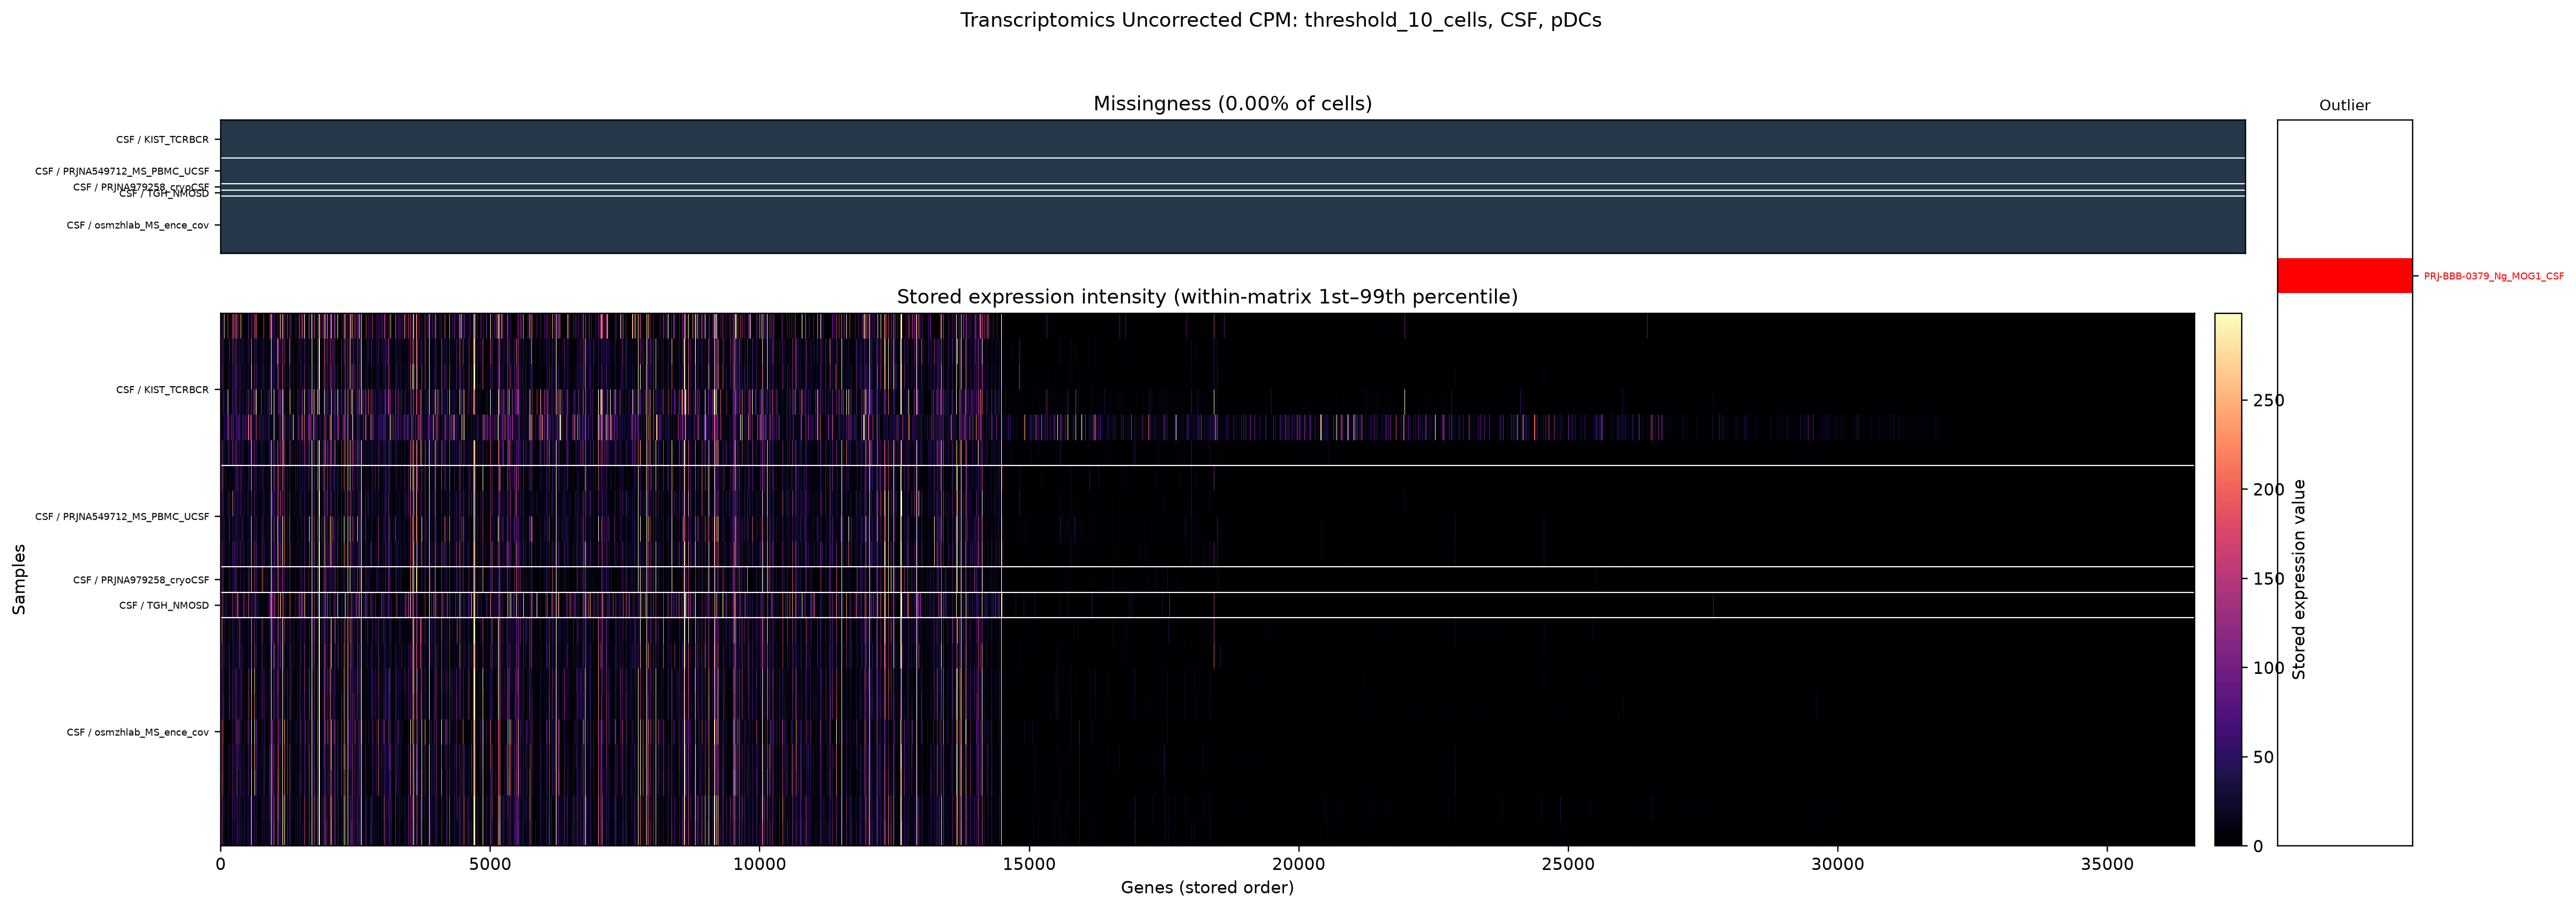 Transcriptomics Uncorrected CPM: threshold_10_cells, CSF, pDCs
Missingness (0.00% of cells)
Outlier
CSF / KIST_TCRBCR
CSF / PRJNA549712_MS_PBMC_UCSF
CSF / PRJNA979258_cryoCSF
CSF / TGH_NMOSD
CSF / osmzhlab_MS_ence_cov
PRJ-BBB-0379_Ng_MOG1_CSF
Stored expression intensity (within-matrix 1st–99th percentile)
Samples
CSF / KIST_TCRBCR
CSF / PRJNA549712_MS_PBMC_UCSF
CSF / PRJNA979258_cryoCSF
CSF / TGH_NMOSD
CSF / osmzhlab_MS_ence_cov
250
200
150
100
50
0
Stored expression value
0 5000 10000 15000 20000 25000 30000 35000
Genes (stored order)